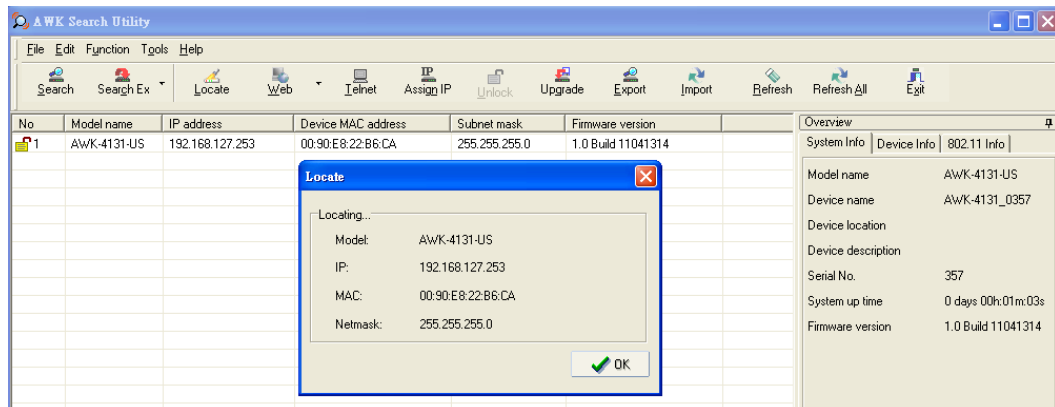 AWK Search Utility
File Edit Function Tools Help
Search Search Ex Locate Web Telnet IP Assign IP Unlock Upgrade Export Import Refresh Refresh All Exit
No Model name IP address Device MAC address Subnet mask Firmware version
1 AWK-4131-US 192.168.127.253 00:90:E8:22:B6:CA 255.255.255.0 1.0 Build 11041314
Locate
Locating...
Model: AWK-4131-US
IP: 192.168.127.253
MAC: 00:90:E8:22:B6:CA
Netmask: 255.255.255.0
OK
Overview
System Info Device Info 802.11 Info
Model name AWK-4131-US
Device name AWK-4131_0357
Device location
Device description
Serial No. 357
System up time 0 days 00h:01m:03s
Firmware version 1.0 Build 11041314